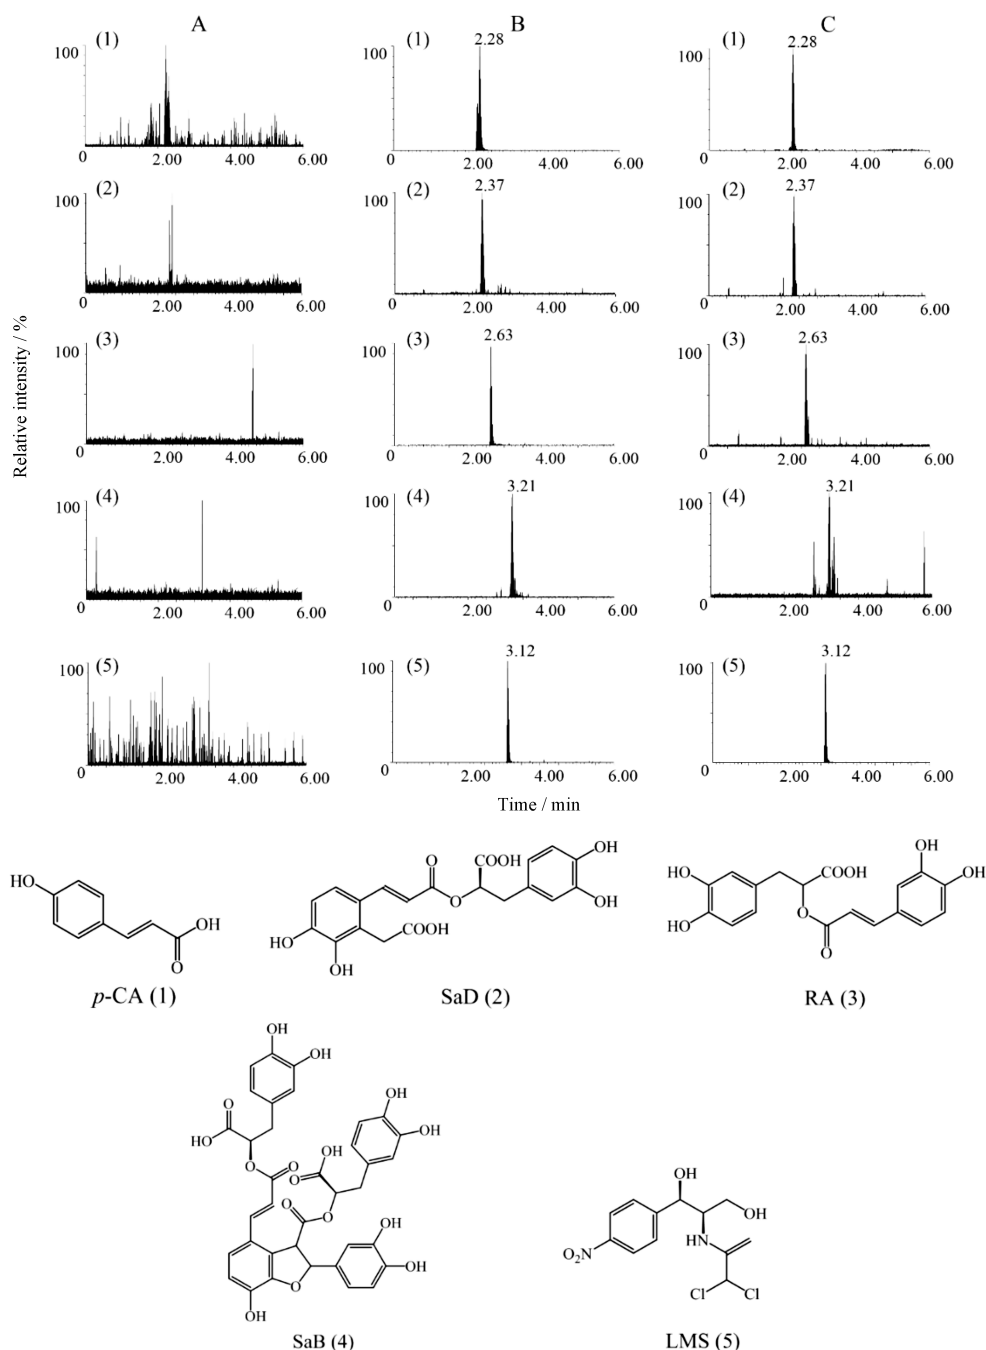 A B C
(1) (1) 2.28 (1) 2.28
100 100 100
0 2.00 4.00 6.00 0 2.00 4.00 6.00 0 2.00 4.00 6.00
(2) (2) 2.37 (2) 2.37
100 100 100
0 2.00 4.00 6.00 0 2.00 4.00 6.00 0 2.00 4.00 6.00
(3) (3) 2.63 (3) 2.63
100 100 100
0 2.00 4.00 6.00 0 2.00 4.00 6.00 0 2.00 4.00 6.00
(4) (4) 3.21 (4) 3.21
100 100 100
0 2.00 4.00 6.00 0 2.00 4.00 6.00 0 2.00 4.00 6.00
(5) (5) 3.12 (5) 3.12
100 100 100
0 2.00 4.00 6.00 0 2.00 4.00 6.00 0 2.00 4.00 6.00
Relative intensity / %
Time / min
HO
OH
O
p-CA (1)
O
COOH
OH
OH
O
COOH
HO
OH
SaD (2)
HO
HO
COOH
O
O
OH
OH
RA (3)
OH
OH
O
HO
O
O
OH
O
OH
OH
O
O
OH
OH
O
OH
SaB (4)
OH
OH
O₂N
HN
Cl Cl
LMS (5)